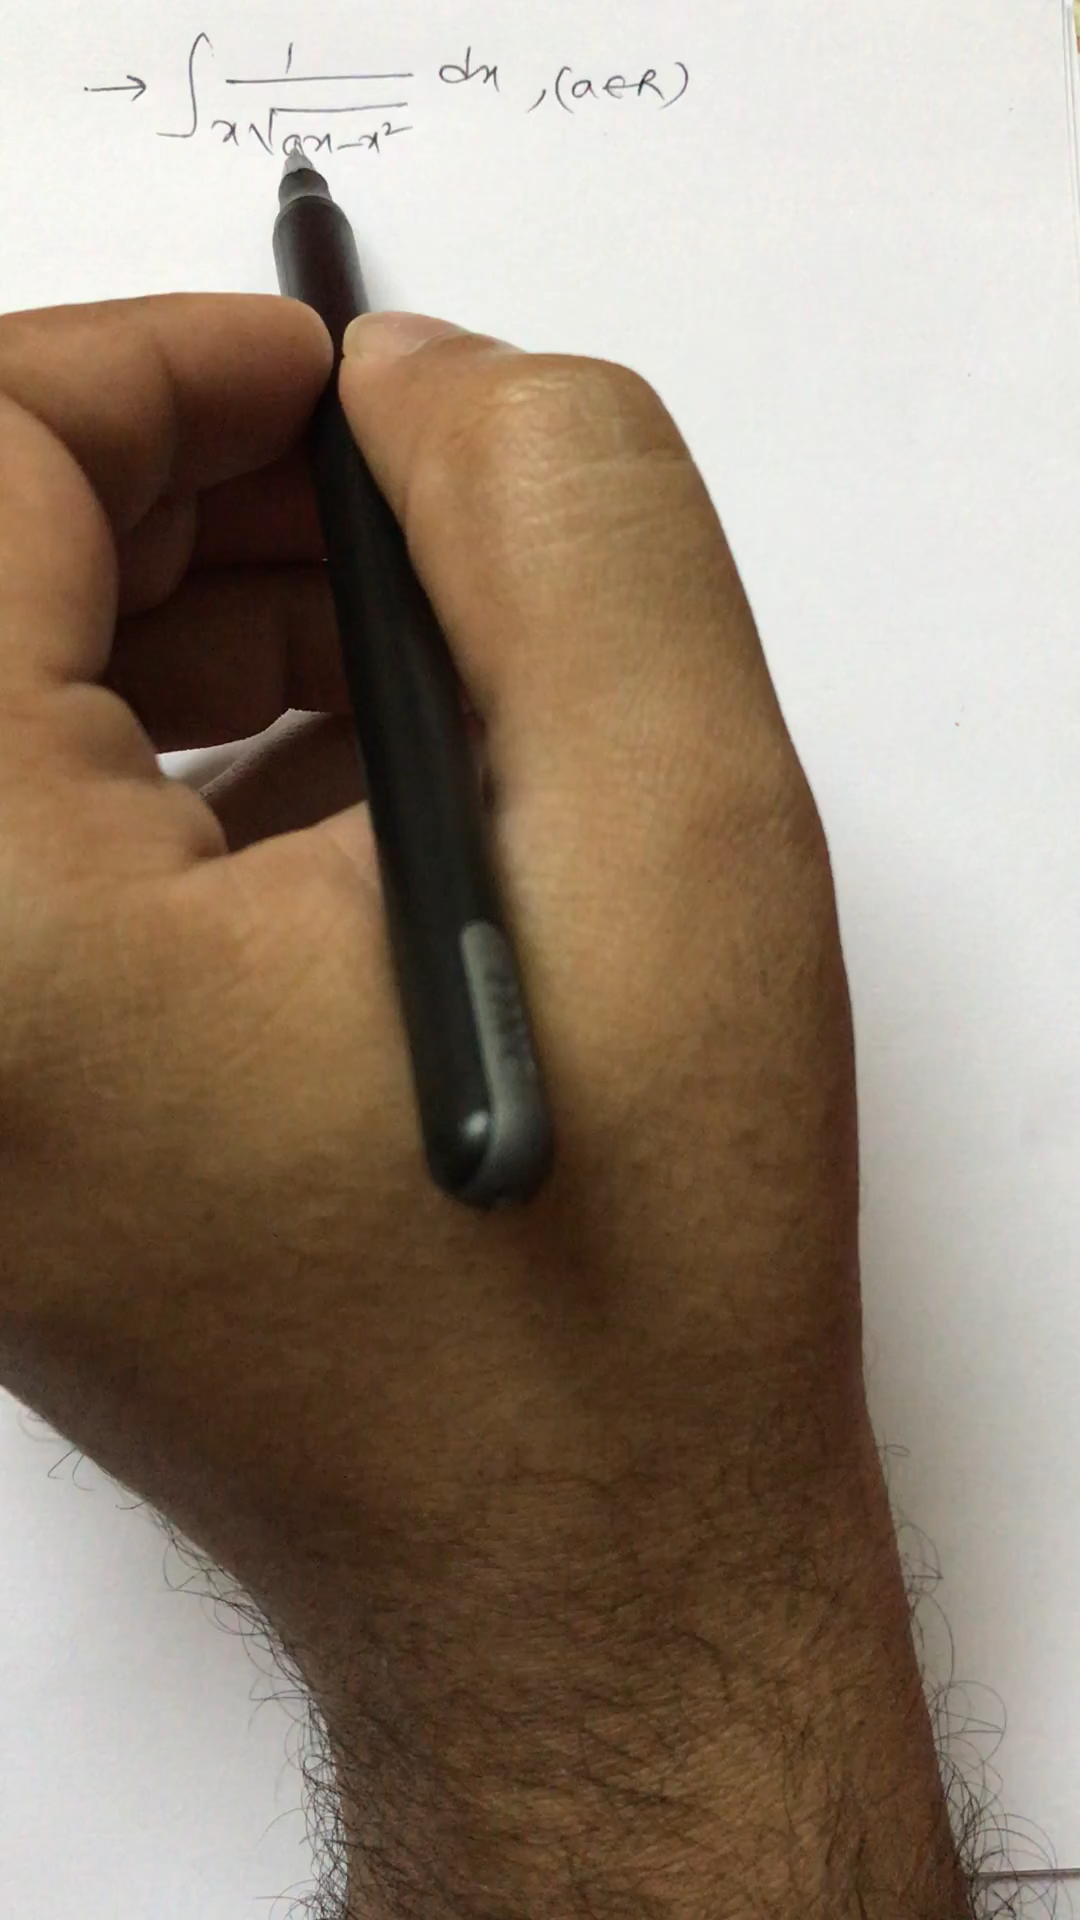 → ∫ 1/(x√(ax-x²)) dx , (a∈R)